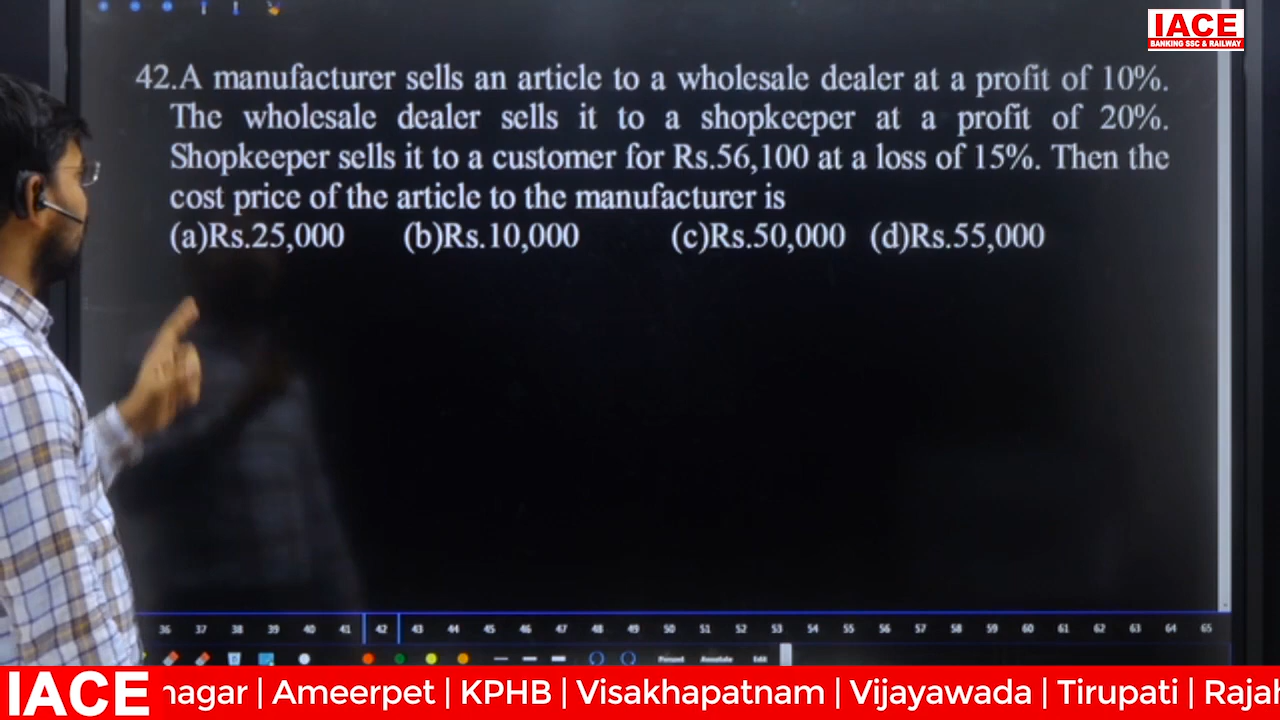 IACE
BANKING SSC & RAILWAY
42.A manufacturer sells an article to a wholesale dealer at a profit of 10%.
The wholesale dealer sells it to a shopkeeper at a profit of 20%.
Shopkeeper sells it to a customer for Rs.56,100 at a loss of 15%. Then the
cost price of the article to the manufacturer is
(a)Rs.25,000 (b)Rs.10,000 (c)Rs.50,000 (d)Rs.55,000
36 37 38 39 40 41 42 43 44 45 46 47 48 49 50 51 52 53 54 55 56 57 58 59 60 61 62 63 64 65
Annotate Edit
IACE nagar | Ameerpet | KPHB | Visakhapatnam | Vijayawada | Tirupati | Rajah